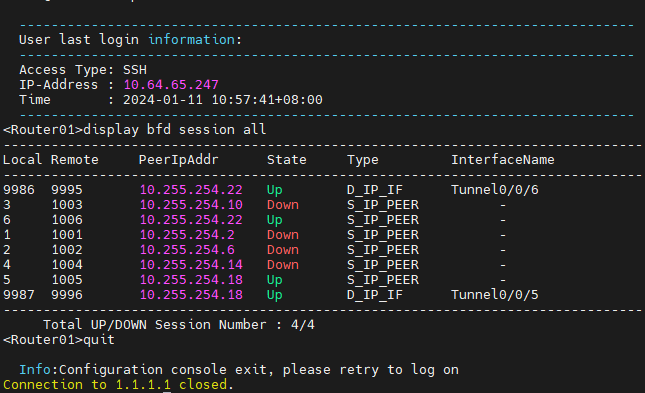 -----------------------------------------------------------------------------
User last login information:
-----------------------------------------------------------------------------
Access Type: SSH
IP-Address : 10.64.65.247
Time       : 2024-01-11 10:57:41+08:00
-----------------------------------------------------------------------------
<Router01>display bfd session all
--------------------------------------------------------------------------------
Local Remote     PeerIpAddr      State     Type        InterfaceName
--------------------------------------------------------------------------------
9986  9995       10.255.254.22   Up        D_IP_IF     Tunnel0/0/6
3     1003       10.255.254.10   Down      S_IP_PEER         -
6     1006       10.255.254.22   Up        S_IP_PEER         -
1     1001       10.255.254.2    Down      S_IP_PEER         -
2     1002       10.255.254.6    Down      S_IP_PEER         -
4     1004       10.255.254.14   Down      S_IP_PEER         -
5     1005       10.255.254.18   Up        S_IP_PEER         -
9987  9996       10.255.254.18   Up        D_IP_IF     Tunnel0/0/5
--------------------------------------------------------------------------------
     Total UP/DOWN Session Number : 4/4
<Router01>quit
  Info:Configuration console exit, please retry to log on
Connection to 1.1.1.1 closed.